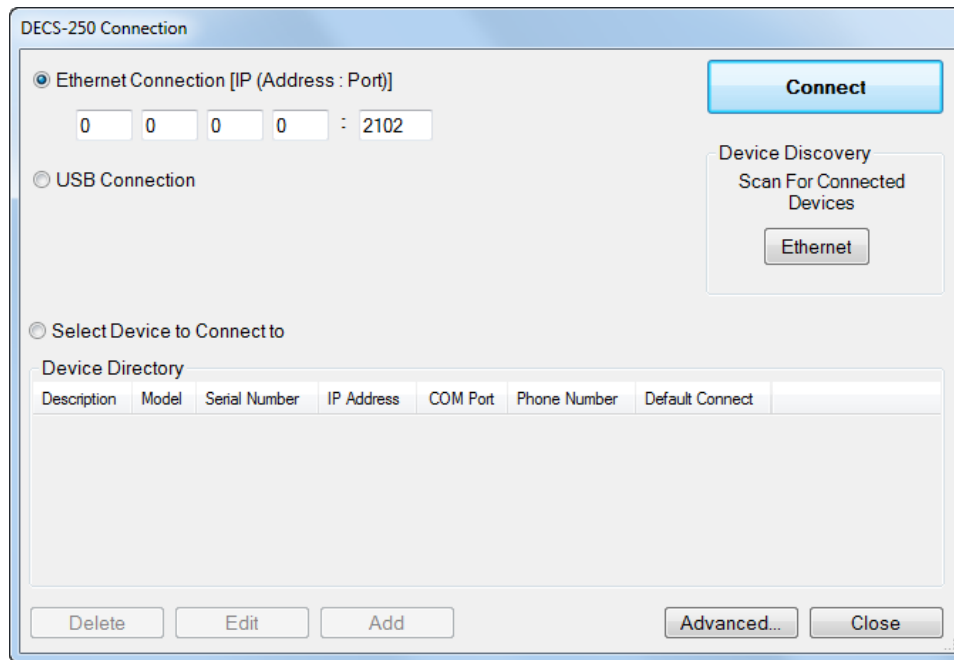 DECS-250 Connection
Ethernet Connection [IP (Address : Port)]
0 0 0 0 : 2102
Connect
USB Connection
Device Discovery
Scan For Connected
Devices
Ethernet
Select Device to Connect to
Device Directory
Description Model Serial Number IP Address COM Port Phone Number Default Connect
Delete Edit Add Advanced... Close